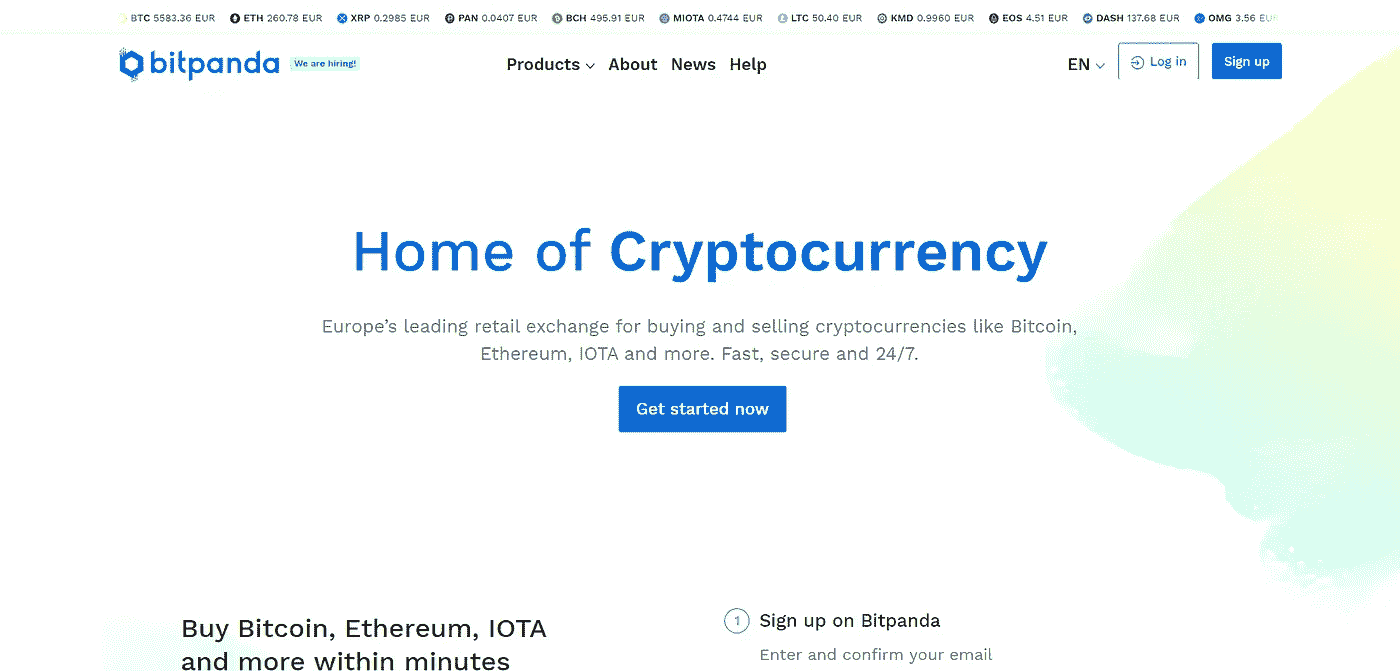 BTC 5583.36 EUR ETH 260.78 EUR XRP 0.2985 EUR PAN 0.0407 EUR BCH 495.91 EUR MIOTA 0.4744 EUR LTC 50.40 EUR KMD 0.9960 EUR EOS 4.51 EUR DASH 137.68 EUR OMG 3.56 EUR
bitpanda We are hiring! Products About News Help EN Log in Sign up
Home of Cryptocurrency
Europe's leading retail exchange for buying and selling cryptocurrencies like Bitcoin,
Ethereum, IOTA and more. Fast, secure and 24/7.
Get started now
Buy Bitcoin, Ethereum, IOTA
and more within minutes
1 Sign up on Bitpanda
Enter and confirm your email